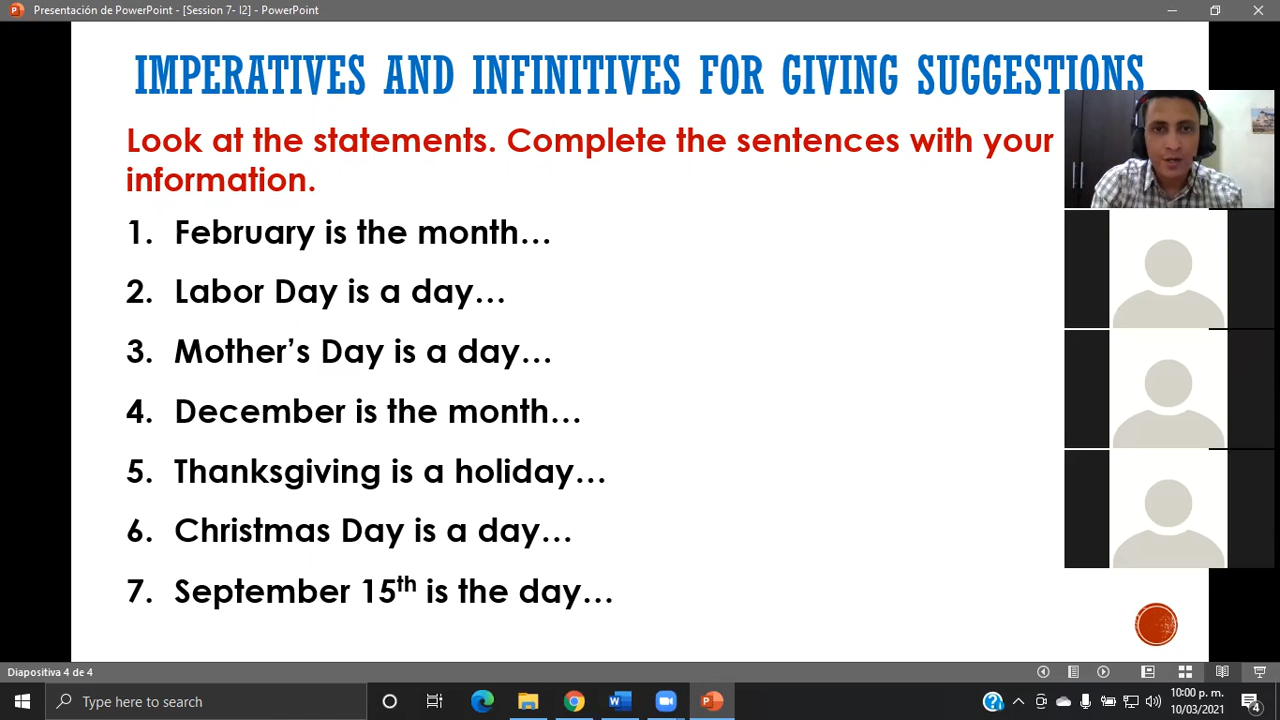 Presentación de PowerPoint - [Session 7- I2] - PowerPoint
IMPERATIVES AND INFINITIVES FOR GIVING SUGGESTIONS
Look at the statements. Complete the sentences with your
information.
1. February is the month…
2. Labor Day is a day…
3. Mother’s Day is a day…
4. December is the month…
5. Thanksgiving is a holiday…
6. Christmas Day is a day…
7. September 15th is the day…
Diapositiva 4 de 4
Type here to search
10:00 p. m.
10/03/2021
4